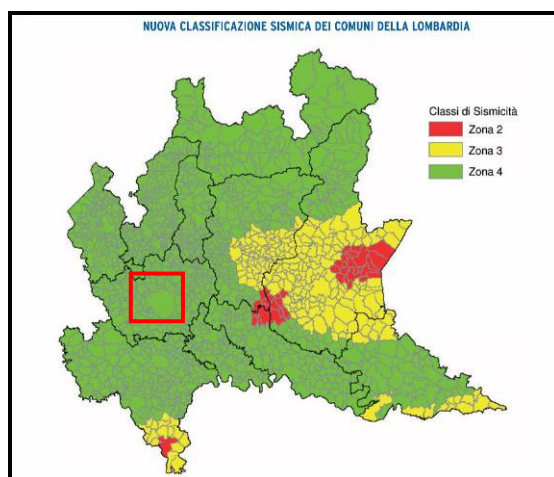 NUOVA CLASSIFICAZIONE SISMICA DEI COMUNI DELLA LOMBARDIA
Classi di Sismicità
Zona 2
Zona 3
Zona 4